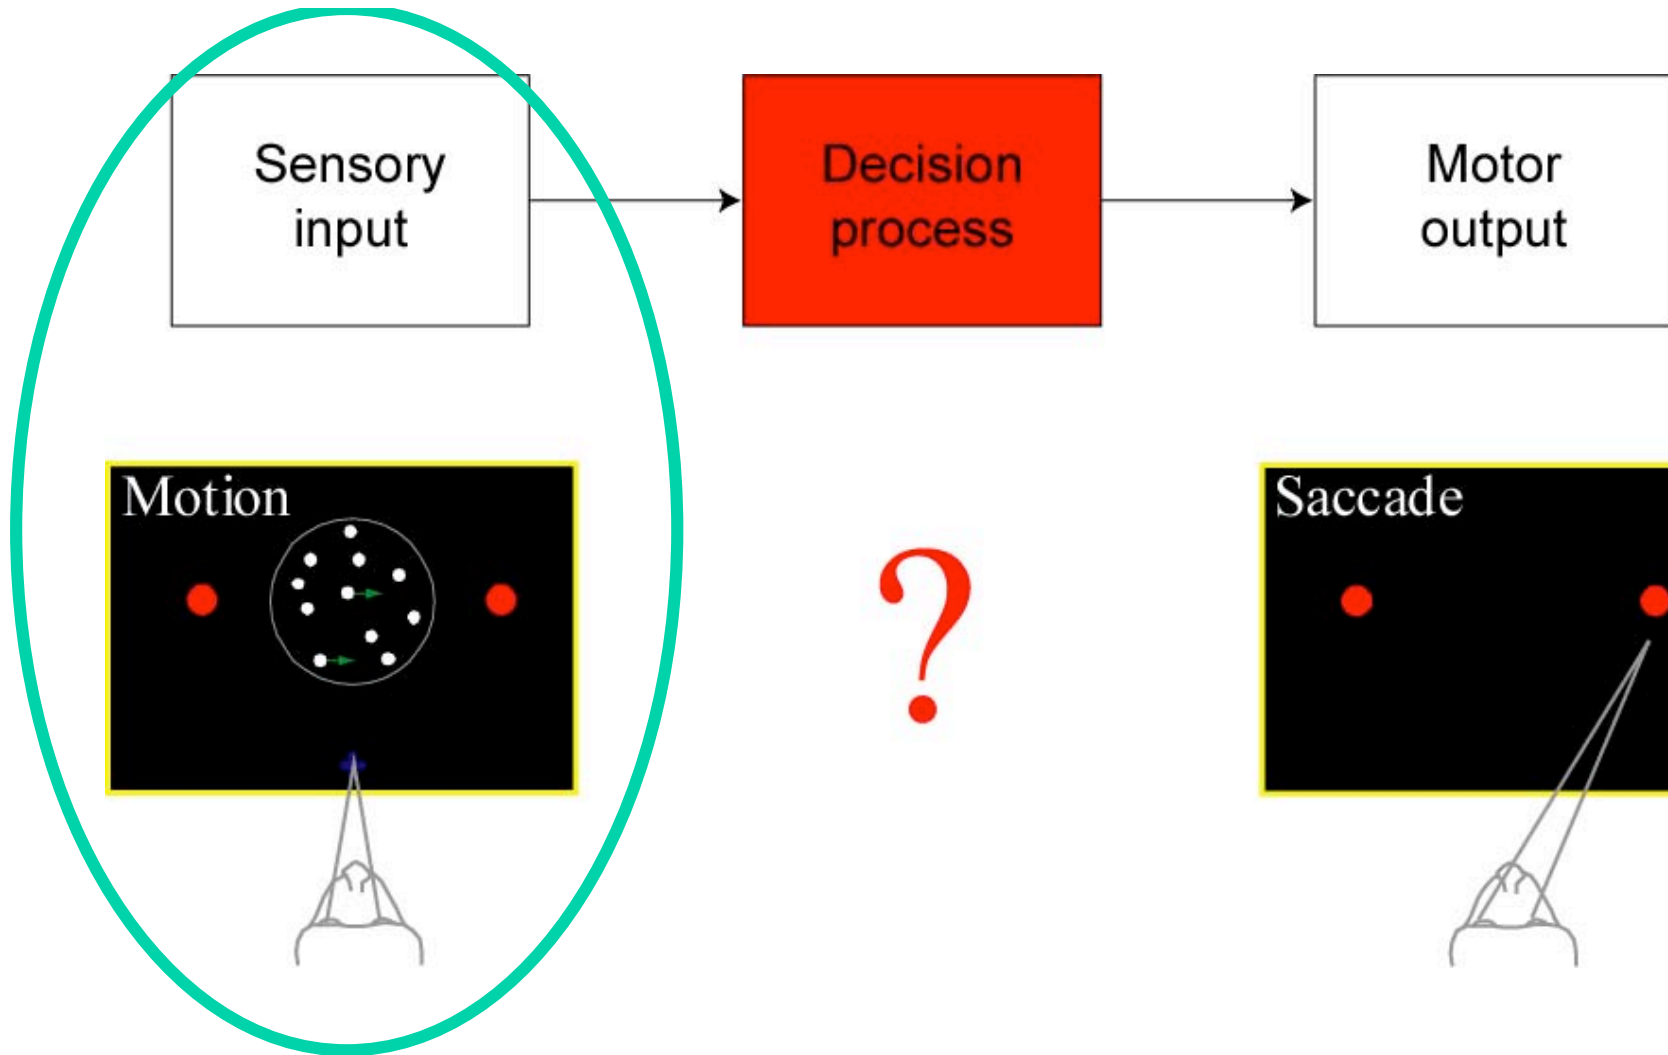 Sensory
input
Decision
process
Motor
output
Motion
?
Saccade